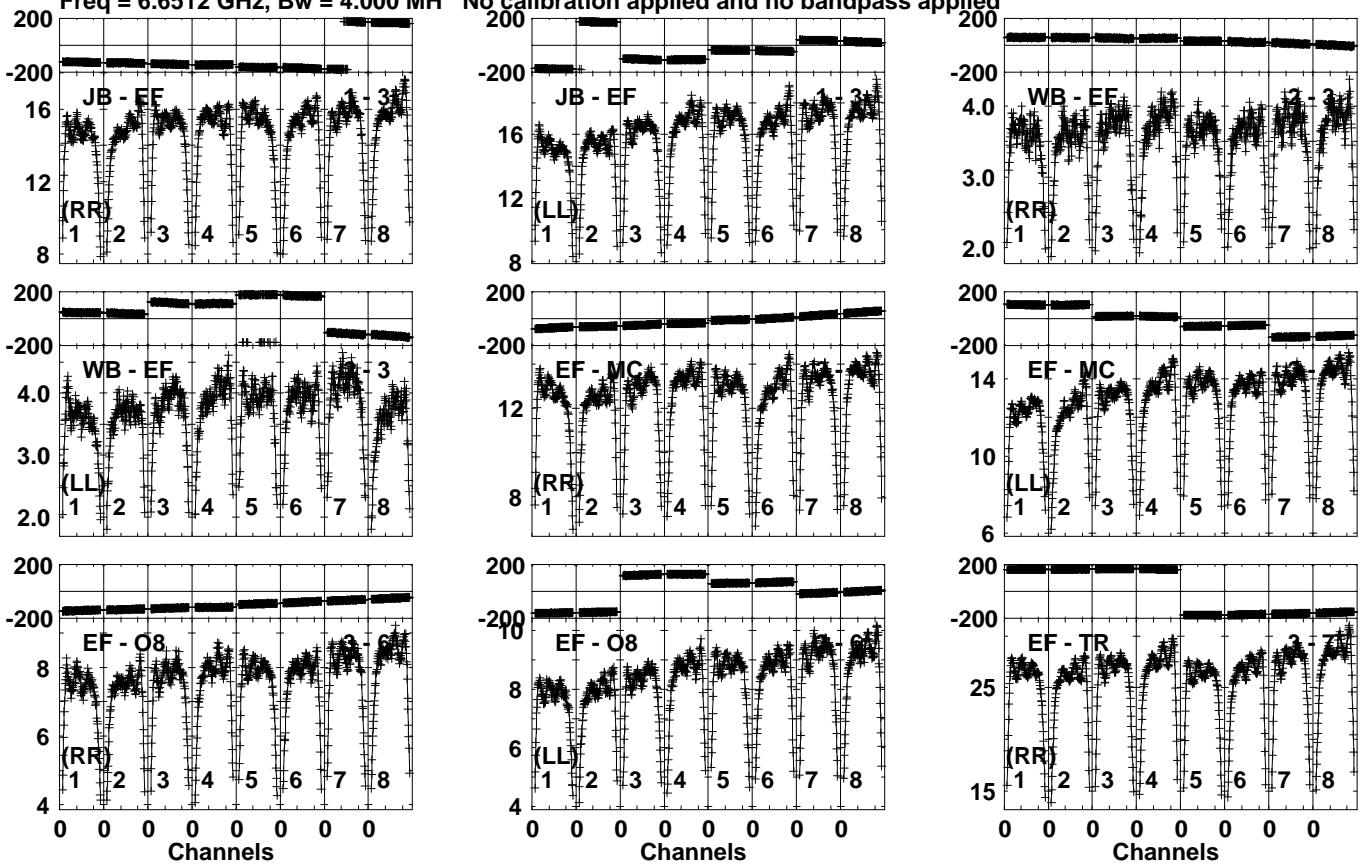 Freq = 6.6512 GHz, Bw = 4.000 MH No calibration applied and no bandpass applied
200 200 200
-200 -200 -200
JB - EF 1 - 3 JB - EF 1 - 3 WB - EF 2 - 3
16 16 4.0
12 12 3.0
8 8 2.0
(RR) (LL) (RR)
1 2 3 4 5 6 7 8 1 2 3 4 5 6 7 8 1 2 3 4 5 6 7 8
200 200 200
-200 -200 -200
WB - EF - 3 EF - MC EF - MC
4.0 12 14
3.0 8 10
2.0 6
(LL) (RR) (LL)
1 2 3 4 5 6 7 8 1 2 3 4 5 6 7 8 1 2 3 4 5 6 7 8
200 200 200
-200 -200 -200
EF - O8 3 - 6 EF - O8 EF - TR 3 - 7
8 10 25
6 8 15
4 6
4
(RR) (LL) (RR)
1 2 3 4 5 6 7 8 1 2 3 4 5 6 7 8 1 2 3 4 5 6 7 8
0 0 0 0 0 0 0 0 0 0 0 0 0 0 0 0 0 0 0 0 0 0 0 0
Channels Channels Channels